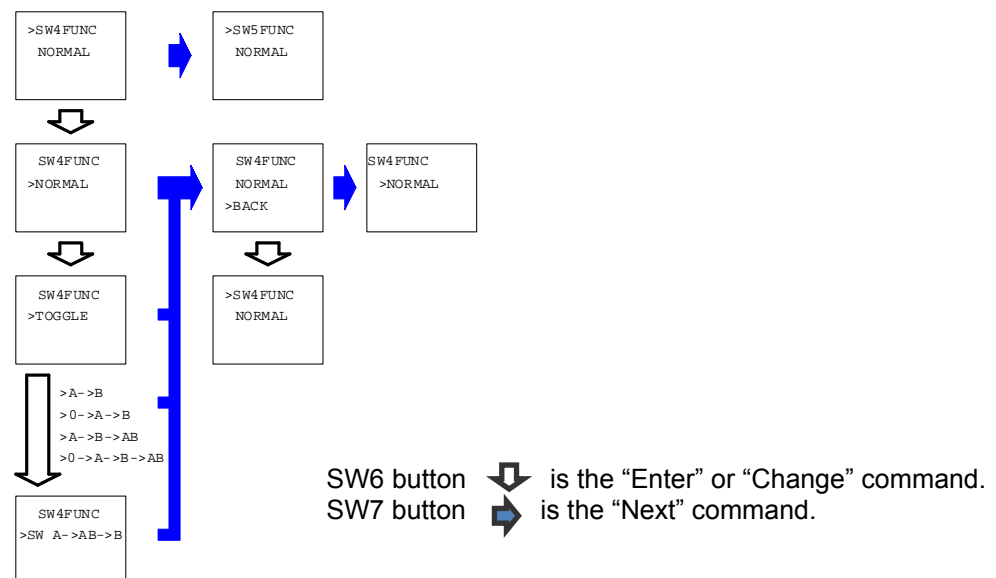 >SW4FUNC
NORMAL
>SW5FUNC
NORMAL
SW4FUNC
>NORMAL
SW4FUNC
NORMAL
>BACK
SW4FUNC
>NORMAL
SW4FUNC
>TOGGLE
>SW4FUNC
NORMAL
>A->B
>0->A->B
>A->B->AB
>0->A->B->AB
SW4FUNC
>SW A->AB->B
SW6 button is the “Enter” or “Change” command.
SW7 button is the “Next” command.